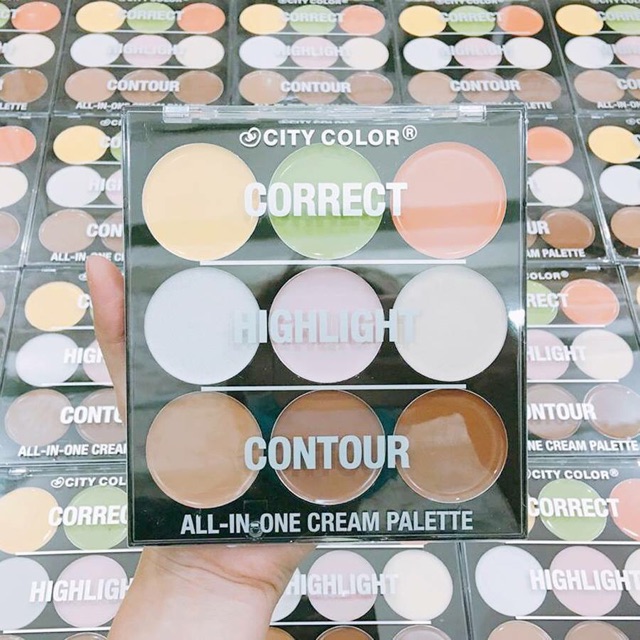 CITY COLOR®
CORRECT
HIGHLIGHT
CONTOUR
ALL-IN-ONE CREAM PALETTE